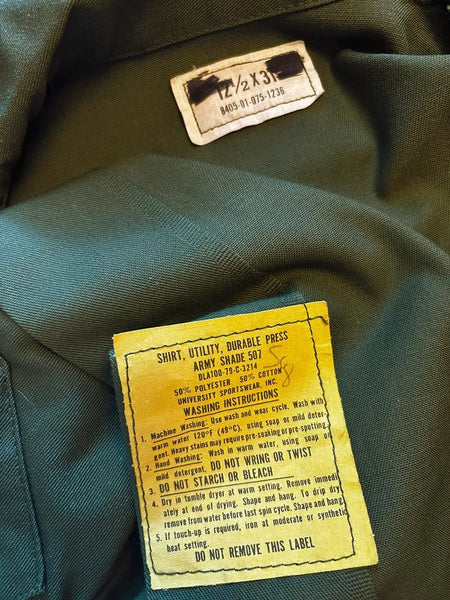 12 1/2 X 31
8405-01-075-1236
SHIRT, UTILITY, DURABLE PRESS
ARMY SHADE 507
DLA100-79-C-3214
50% POLYESTER 50% COTTON
UNIVERSITY SPORTSWEAR, INC.
WASHING INSTRUCTIONS
1. Machine Washing: Use wash and wear cycle. Wash with
warm water 120°F (49°C), using soap or mild deter-
gent. Heavy stains may require pre-soaking or pre-spotting.
2. Hand Washing: Wash in warm water, using soap or
mild detergent. DO NOT WRING OR TWIST
3. DO NOT STARCH OR BLEACH
4. Dry in tumble dryer at warm setting. Remove immedi-
ately at end of drying. Shape and hang. To drip dry
remove from water before last spin cycle. Shape and hang
5. If touch-up is required, iron at moderate or synthetic
heat setting.
DO NOT REMOVE THIS LABEL